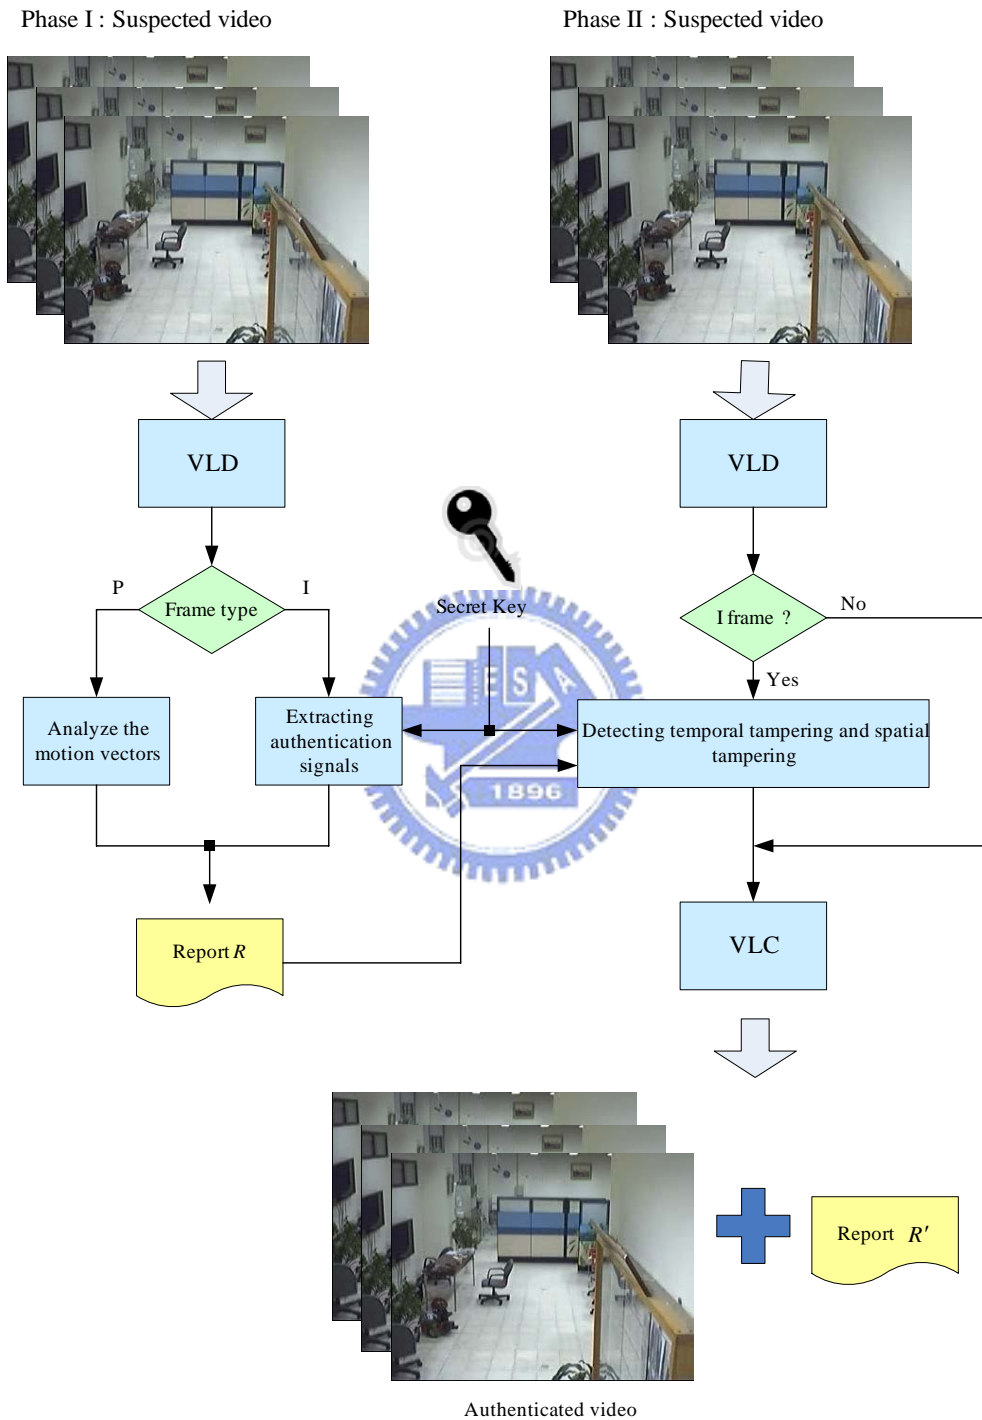 Phase I : Suspected video
Phase II : Suspected video
VLD
VLD
P
I
Frame type
Secret Key
I frame ?
No
Yes
Analyze the
motion vectors
Extracting
authentication
signals
Detecting temporal tampering and spatial
tampering
ESA
1896
Report R
VLC
Report R′
Authenticated video